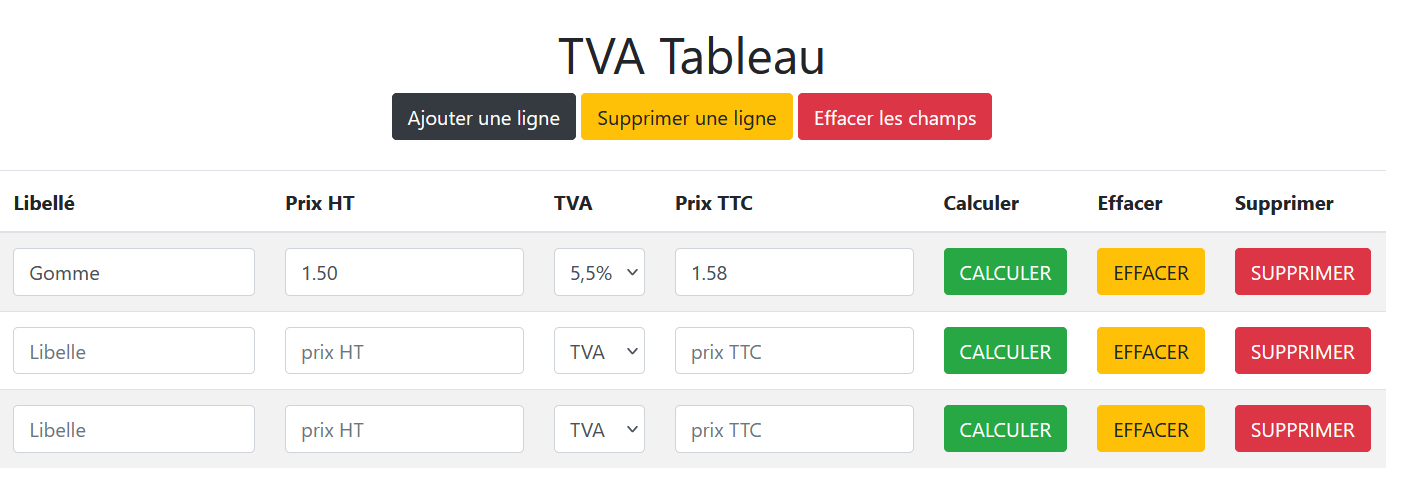 TVA Tableau
Ajouter une ligne Supprimer une ligne Effacer les champs
Libellé Prix HT TVA Prix TTC Calculer Effacer Supprimer
Gomme 1.50 5,5% 1.58 CALCULER EFFACER SUPPRIMER
Libelle prix HT TVA prix TTC CALCULER EFFACER SUPPRIMER
Libelle prix HT TVA prix TTC CALCULER EFFACER SUPPRIMER